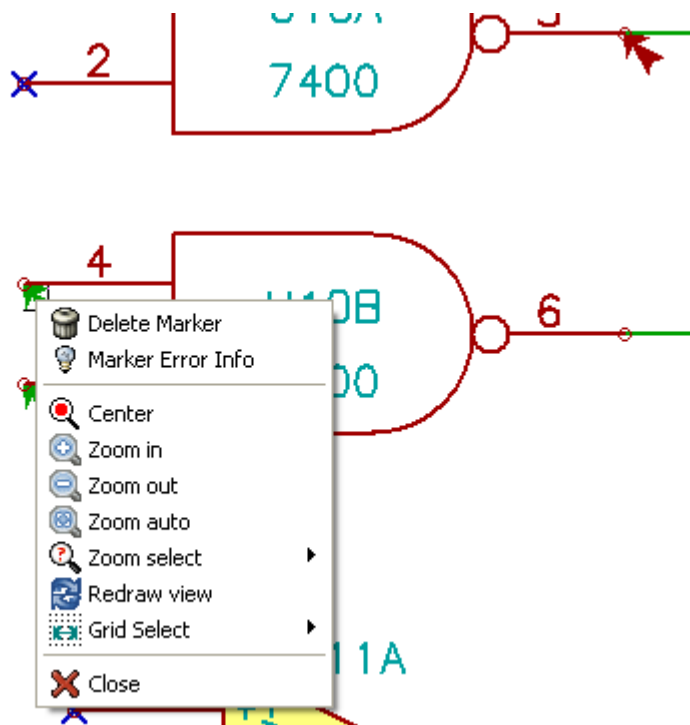 2
7400
4
6
Delete Marker
Marker Error Info
Center
Zoom in
Zoom out
Zoom auto
Zoom select
Redraw view
Grid Select
11A
Close